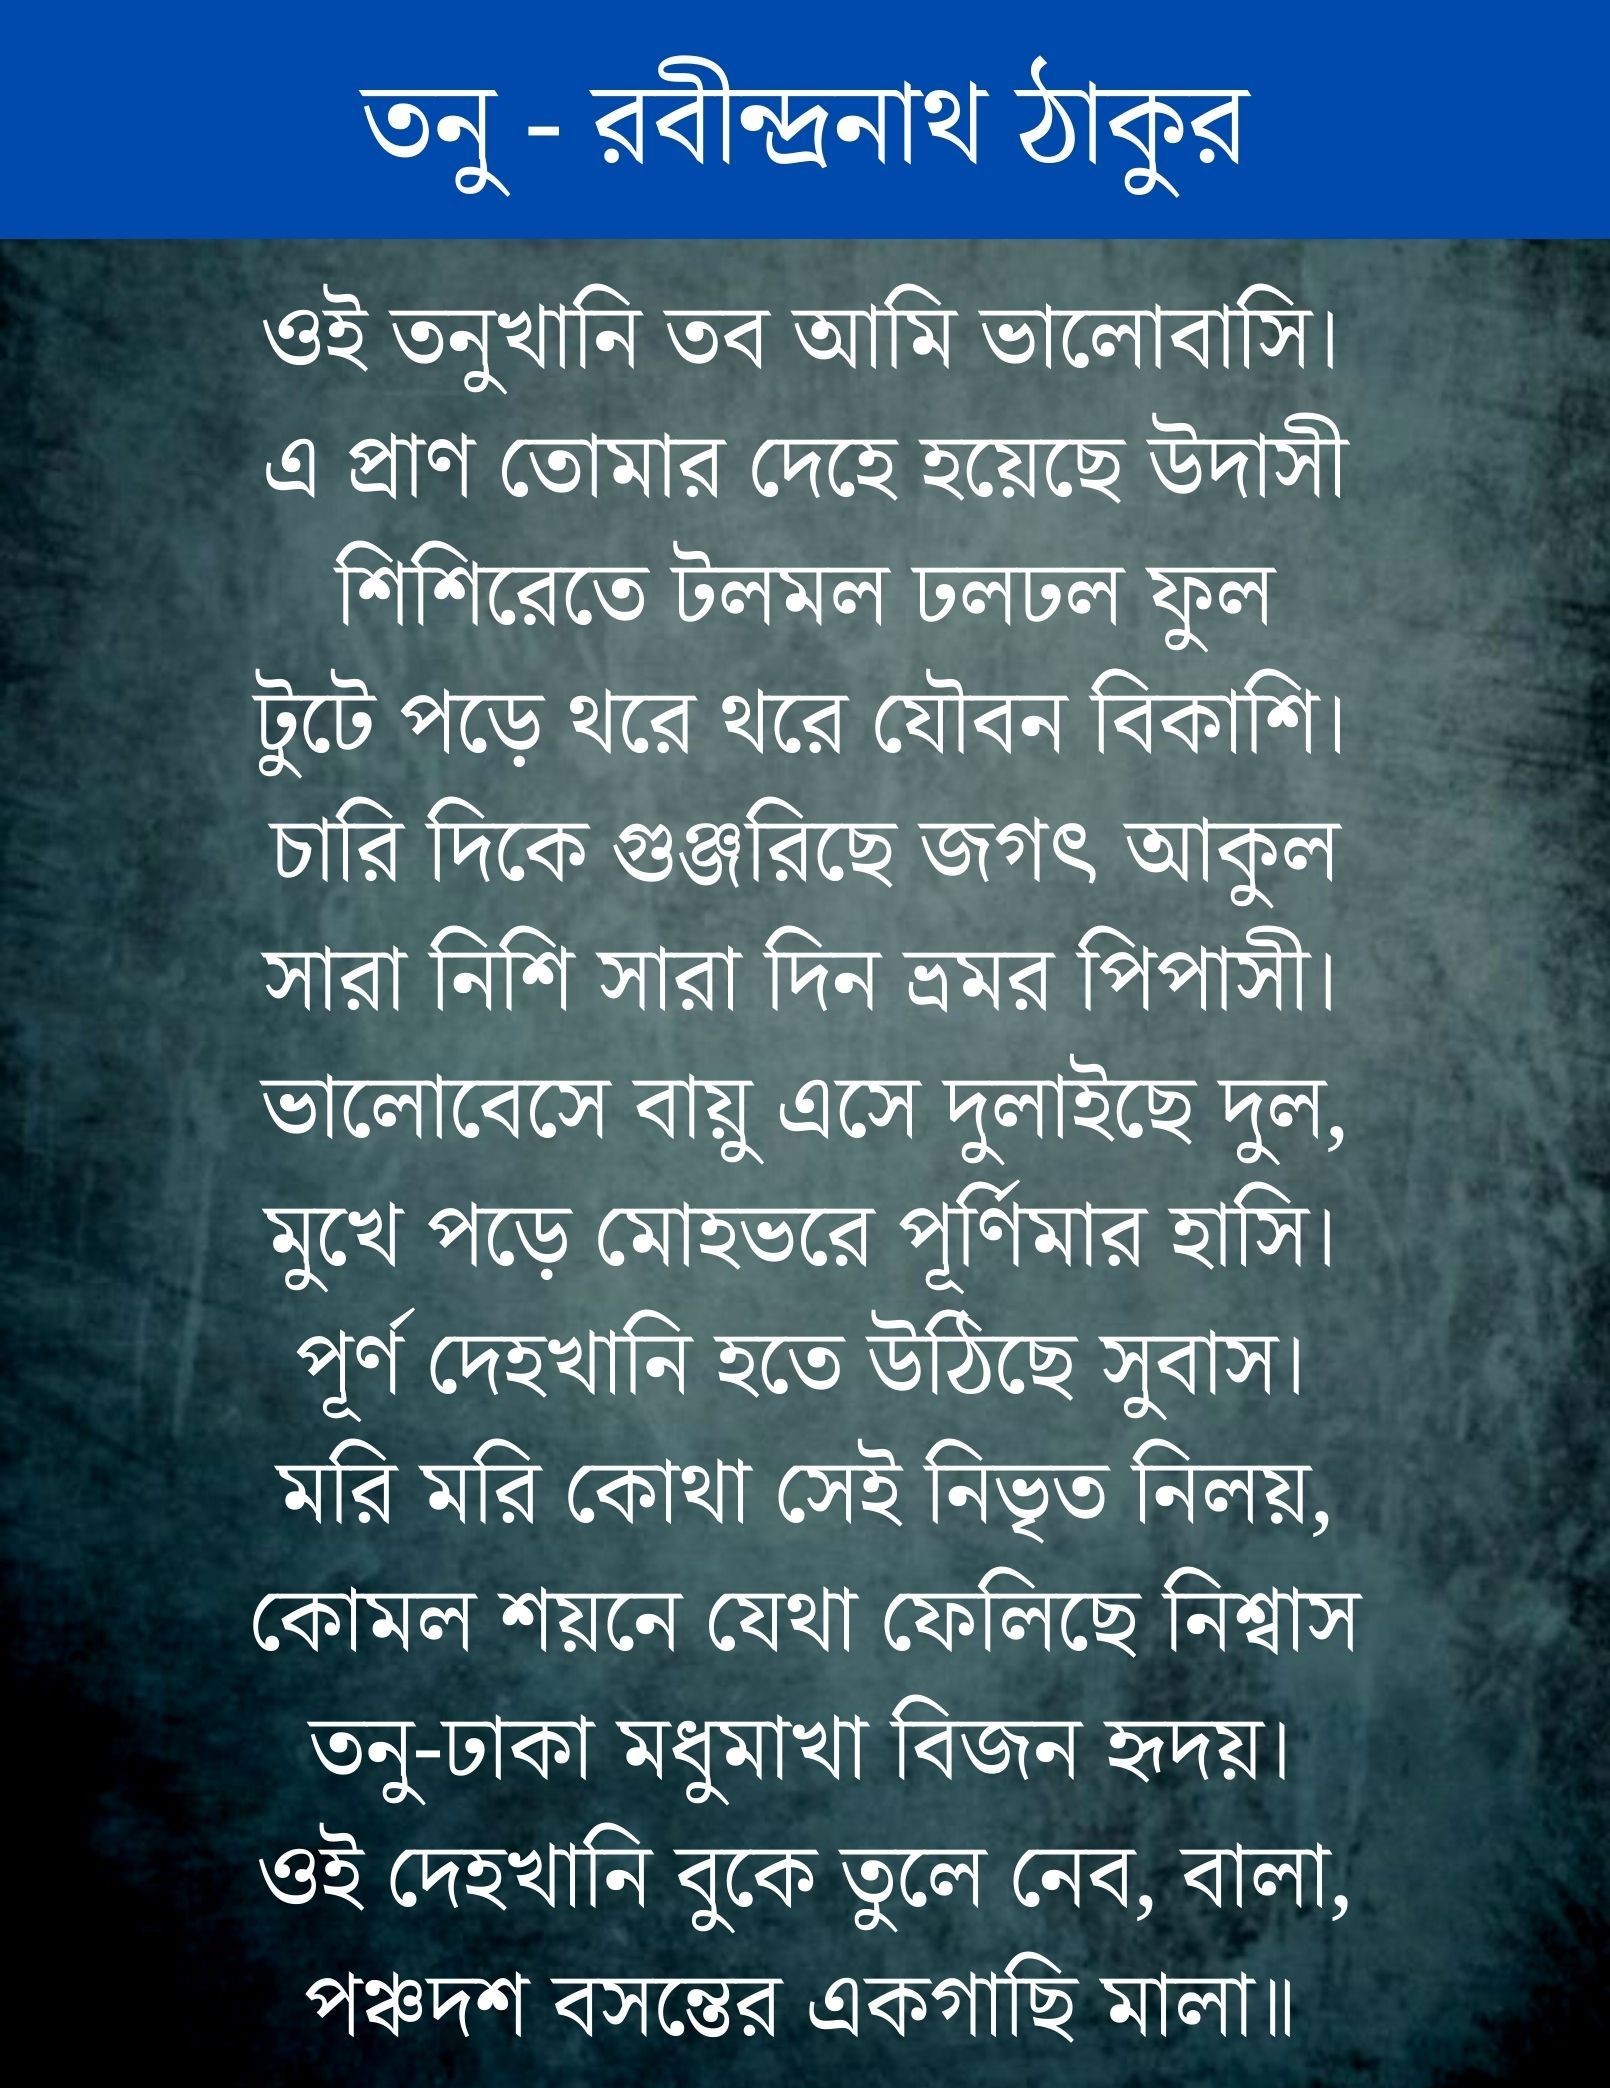 তনু - রবীন্দ্রনাথ ঠাকুর
ওই তনুখানি তব আমি ভালোবাসি।
এ প্রাণ তোমার দেহে হয়েছে উদাসী
শিশিরেতে টলমল ঢলঢল ফুল
টুটে পড়ে থরে থরে যৌবন বিকাশি।
চারি দিকে গুঞ্জরিছে জগৎ আকুল
সারা নিশি সারা দিন ভ্রমর পিপাসী।
ভালোবেসে বায়ু এসে দুলাইছে দুল,
মুখে পড়ে মোহভরে পূর্ণিমার হাসি।
পূর্ণ দেহখানি হতে উঠিছে সুবাস।
মরি মরি কোথা সেই নিভৃত নিলয়,
কোমল শয়নে যেথা ফেলিছে নিশ্বাস
তনু-ঢাকা মধুমাখা বিজন হৃদয়।
ওই দেহখানি বুকে তুলে নেব, বালা,
পঞ্চদশ বসন্তের একগাছি মালা॥